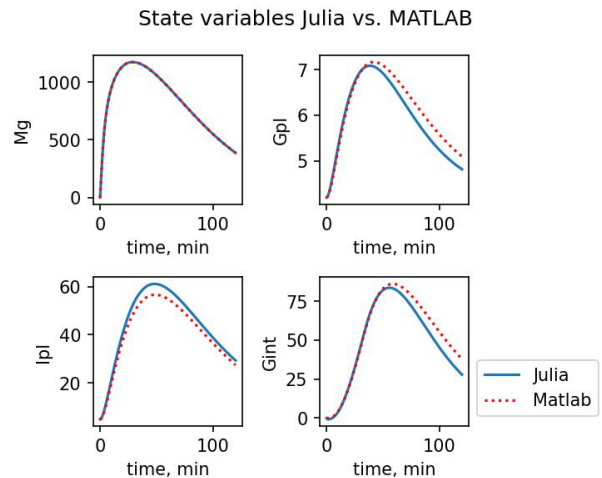 State variables Julia vs. MATLAB
Mg
1000
500
0
0
100
time, min
Gpl
7
6
5
0
100
time, min
Ipl
60
40
20
0
100
time, min
Gint
75
50
25
0
0
100
time, min
Julia
Matlab